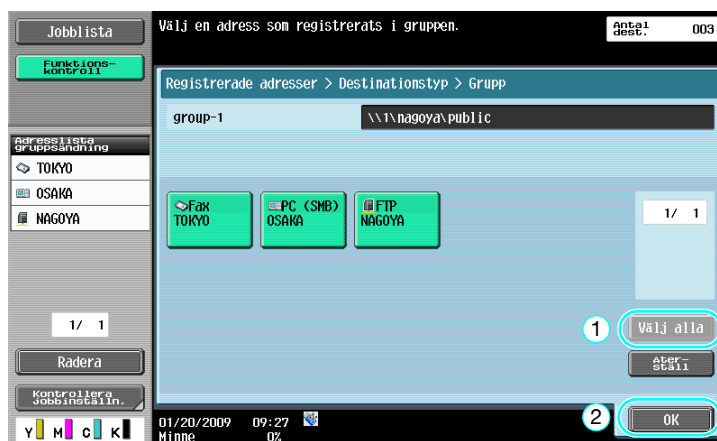 Jobblista
Funktions-
kontroll
Välj en adress som registrerats i gruppen.
Antal
dest.
003
Registrerade adresser > Destinationstyp > Grupp
group-1
\\1\nagoya\public
Adresslista
gruppsändning
TOKYO
OSAKA
NAGOYA
Fax
TOKYO
PC (SMB)
OSAKA
FTP
NAGOYA
1/ 1
1/ 1
1
Välj alla
Radera
Åter-
ställ
Kontrollera
Jobbinställn.
2
OK
Y M C K
01/20/2009 09:27
Minne 0%